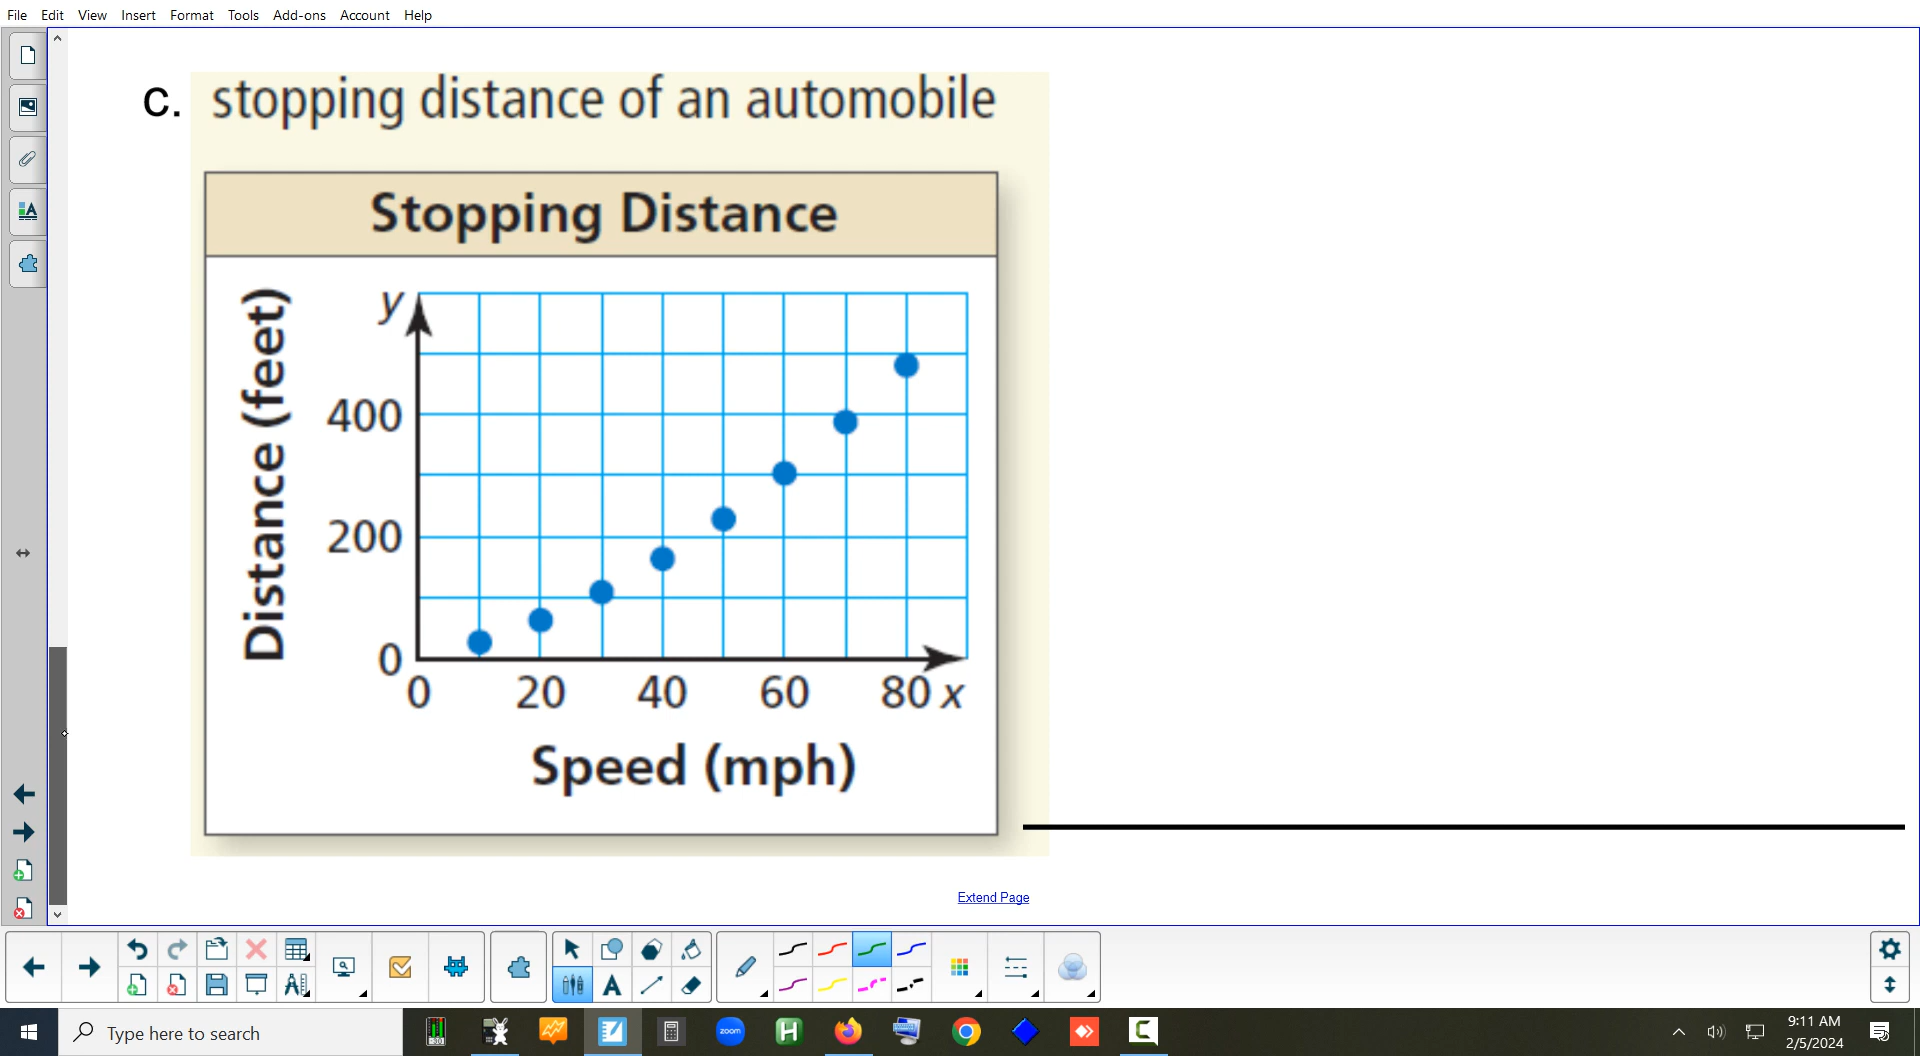 File Edit View Insert Format Tools Add-ons Account Help
c. stopping distance of an automobile
Stopping Distance
Distance (feet)
y
400
200
0
0 20 40 60 80 x
Speed (mph)
Extend Page
Type here to search
zoom
H
C
9:11 AM
2/5/2024